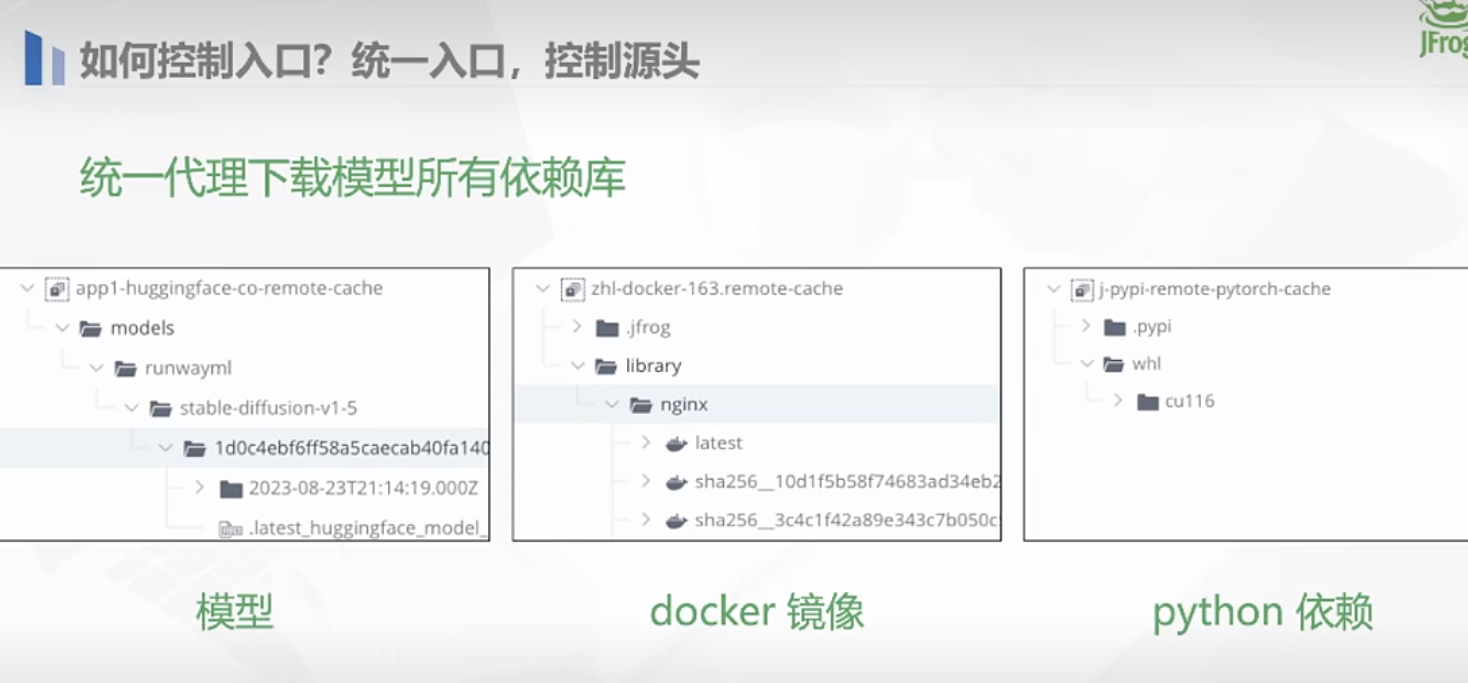 如何控制入口？统一入口，控制源头
JFrog
统一代理下载模型所有依赖库
app1-huggingface-co-remote-cache
models
runwayml
stable-diffusion-v1-5
1d0c4ebf6ff58a5caecab40fa140
2023-08-23T21:14:19.000Z
.latest_huggingface_model_
模型
zhl-docker-163.remote-cache
.jfrog
library
nginx
latest
sha256__10d1f5b58f74683ad34eb2
sha256__3c4c1f42a89e343c7b050c
docker 镜像
j-pypi-remote-pytorch-cache
.pypi
whl
cu116
python 依赖